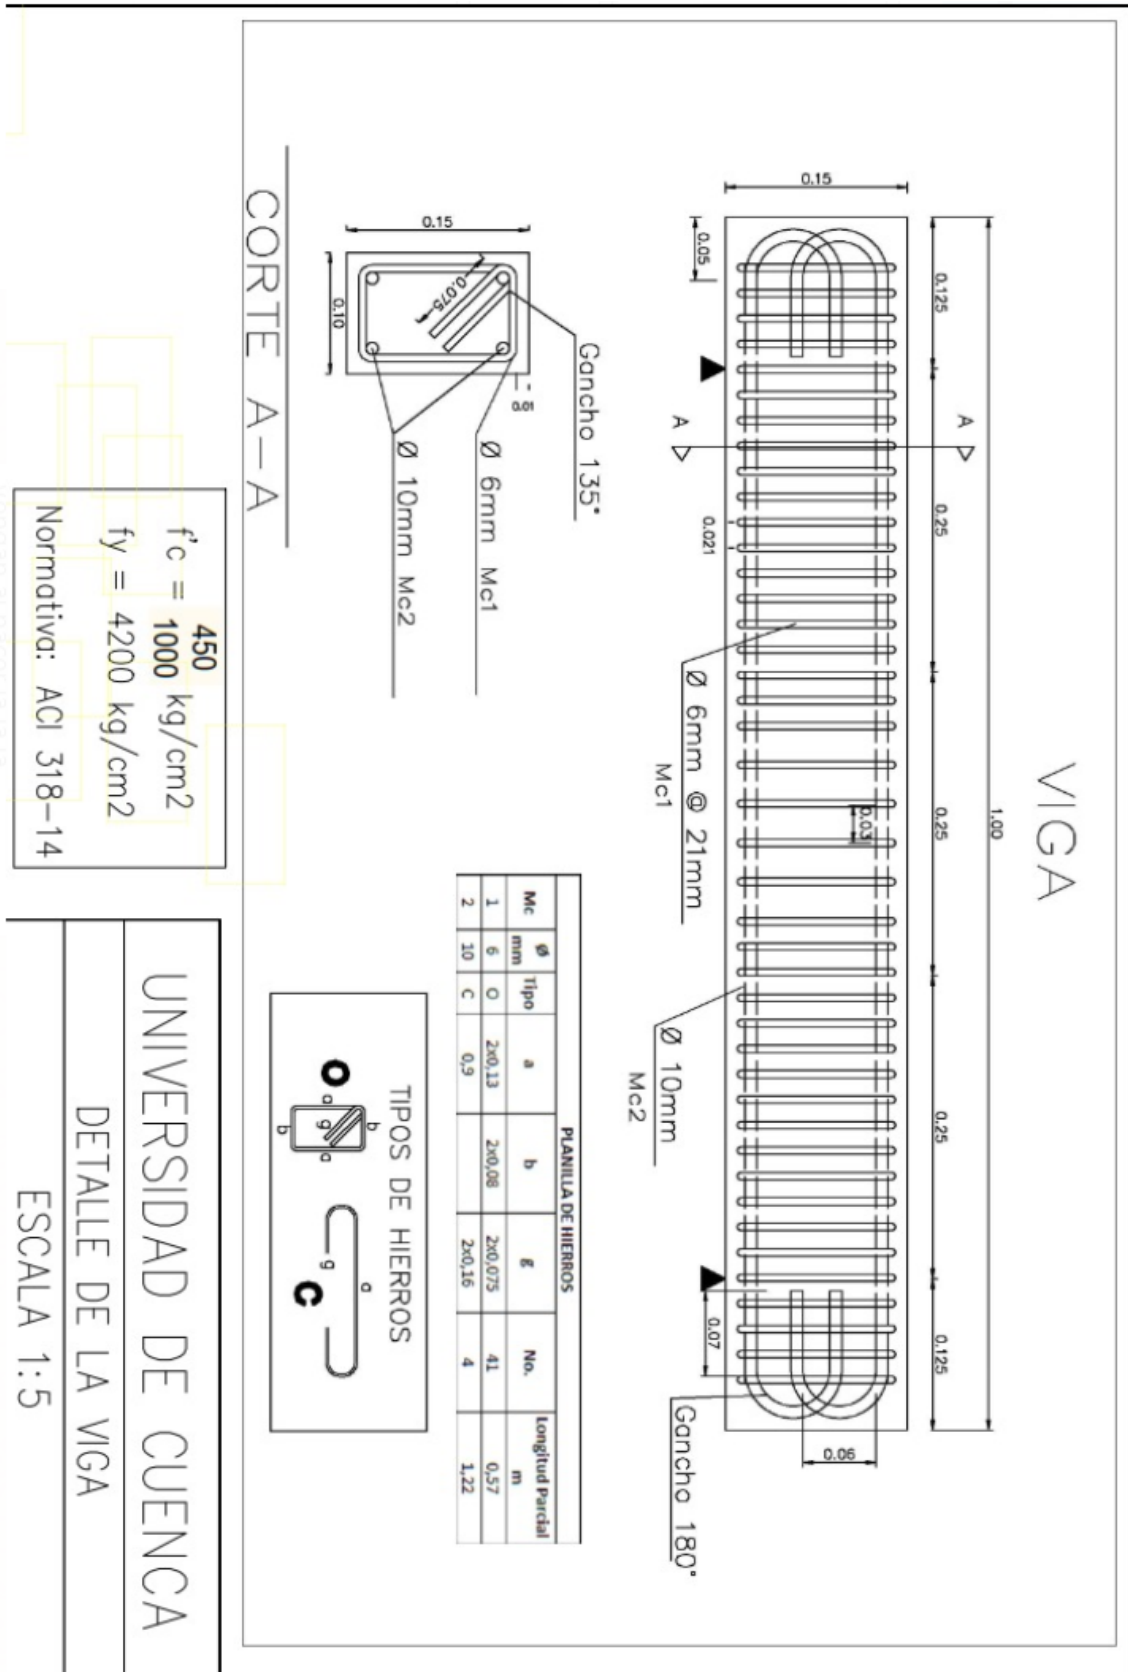 VIGA
1.00
0.125
0.25
0.25
0.25
0.125
0.15
0.05
A
A
0.021
0.03
0.07
0.06
Ø 6mm @ 21mm
Mc1
Ø 10mm
Mc2
Gancho 180°
0.15
0.10
0.075
0.01
Gancho 135°
Ø 6mm Mc1
Ø 10mm Mc2
CORTE A-A
PLANILLA DE HIERROS
Mc Ø mm Tipo a b g No. Longitud Parcial m
1 6 O 2x0,13 2x0,08 2x0,075 41 0,57
2 10 C 0,9 2x0,16 4 1,22
TIPOS DE HIERROS
O a b g a b
C a g
450
f'c = 1000 kg/cm2
fy = 4200 kg/cm2
Normativa: ACI 318-14
UNIVERSIDAD DE CUENCA
DETALLE DE LA VIGA
ESCALA 1:5